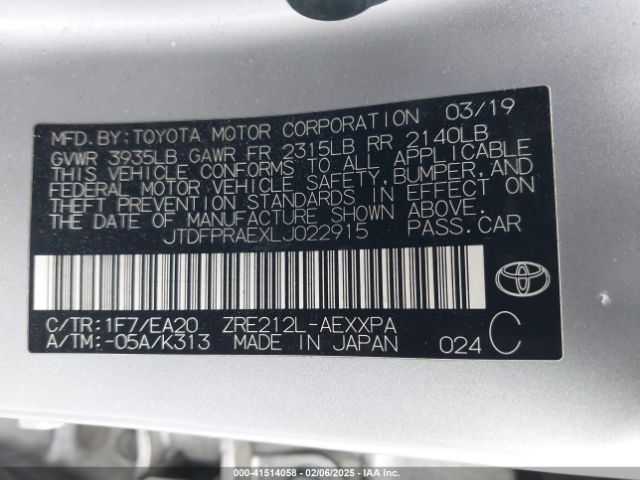 MFD.BY:TOYOTA MOTOR CORPORATION 03/19
GVWR 3935LB GAWR FR 2315LB RR 2140LB
THIS VEHICLE CONFORMS TO ALL APPLICABLE
FEDERAL MOTOR VEHICLE SAFETY,BUMPER,AND
THEFT PREVENTION STANDARDS IN EFFECT ON
THE DATE OF MANUFACTURE SHOWN ABOVE.
JTDFPRAEXLJ022915 PASS.CAR
C/TR:1F7/EA20 ZRE212L-AEXXPA
A/TM:-05A/K313 MADE IN JAPAN 024 C
TOYOTA
000-41514058 - 02/06/2025 - IAAI.com